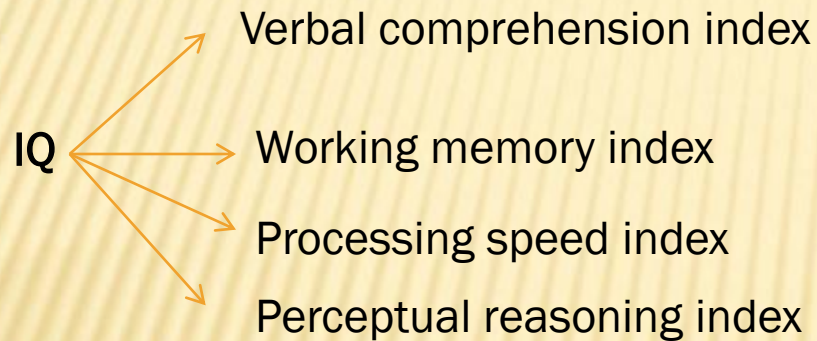 Verbal comprehension index
IQ
Working memory index
Processing speed index
Perceptual reasoning index